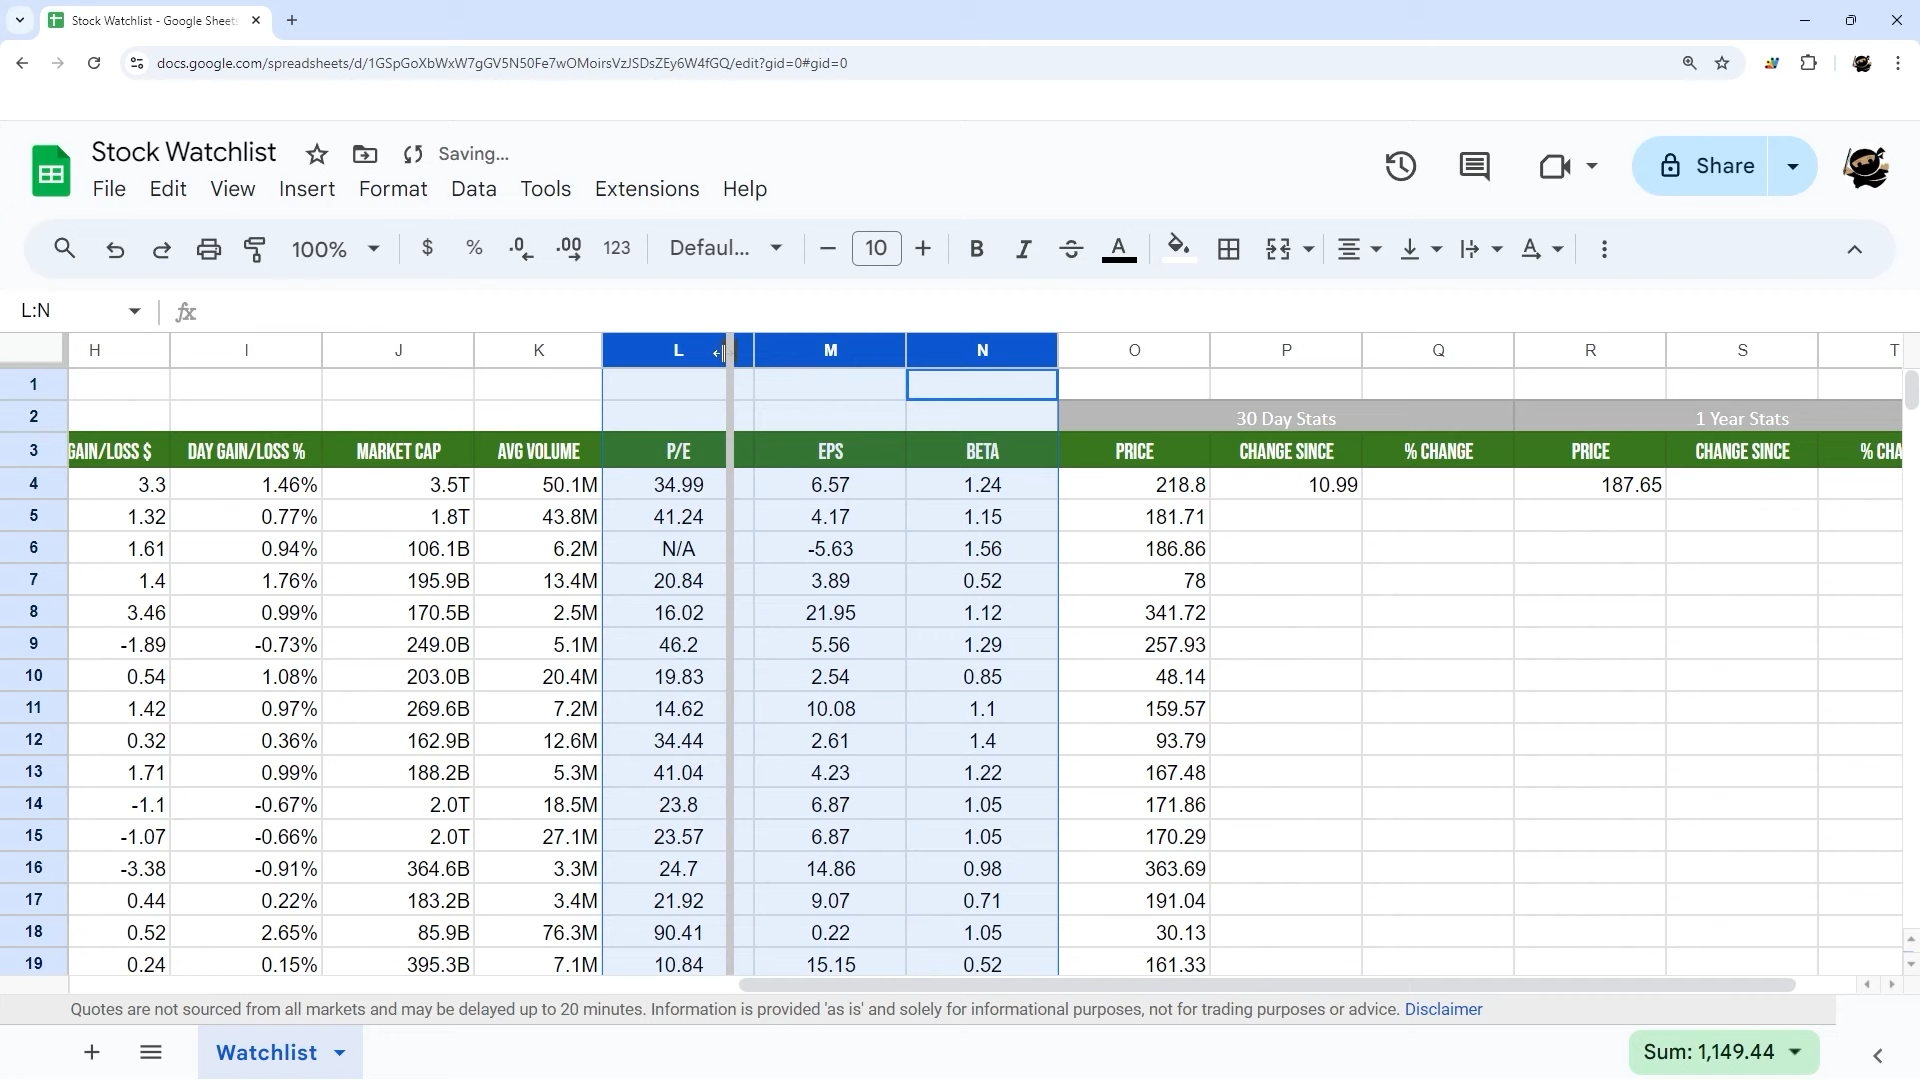 Stock Watchlist - Google Sheets
docs.google.com/spreadsheets/d/1GSpGoXbWxW7gGV5N50Fe7wOMoirsVzJSDsZEy6W4fGQ/edit?gid=0#gid=0
Stock Watchlist Saving...
File Edit View Insert Format Data Tools Extensions Help
Share
100% $ % .0 .00 123 Defaul... 10 B I S A A
L:N fx
H I J K L M N O P Q R S T
1
2 30 Day Stats 1 Year Stats
3 GAIN/LOSS $ DAY GAIN/LOSS % MARKET CAP AVG VOLUME P/E EPS BETA PRICE CHANGE SINCE % CHANGE PRICE CHANGE SINCE % CHA
4 3.3 1.46% 3.5T 50.1M 34.99 6.57 1.24 218.8 10.99 187.65
5 1.32 0.77% 1.8T 43.8M 41.24 4.17 1.15 181.71
6 1.61 0.94% 106.1B 6.2M N/A -5.63 1.56 186.86
7 1.4 1.76% 195.9B 13.4M 20.84 3.89 0.52 78
8 3.46 0.99% 170.5B 2.5M 16.02 21.95 1.12 341.72
9 -1.89 -0.73% 249.0B 5.1M 46.2 5.56 1.29 257.93
10 0.54 1.08% 203.0B 20.4M 19.83 2.54 0.85 48.14
11 1.42 0.97% 269.6B 7.2M 14.62 10.08 1.1 159.57
12 0.32 0.36% 162.9B 12.6M 34.44 2.61 1.4 93.79
13 1.71 0.99% 188.2B 5.3M 41.04 4.23 1.22 167.48
14 -1.1 -0.67% 2.0T 18.5M 23.8 6.87 1.05 171.86
15 -1.07 -0.66% 2.0T 27.1M 23.57 6.87 1.05 170.29
16 -3.38 -0.91% 364.6B 3.3M 24.7 14.86 0.98 363.69
17 0.44 0.22% 183.2B 3.4M 21.92 9.07 0.71 191.04
18 0.52 2.65% 85.9B 76.3M 90.41 0.22 1.05 30.13
19 0.24 0.15% 395.3B 7.1M 10.84 15.15 0.52 161.33
Quotes are not sourced from all markets and may be delayed up to 20 minutes. Information is provided 'as is' and solely for informational purposes, not for trading purposes or advice. Disclaimer
Watchlist Sum: 1,149.44